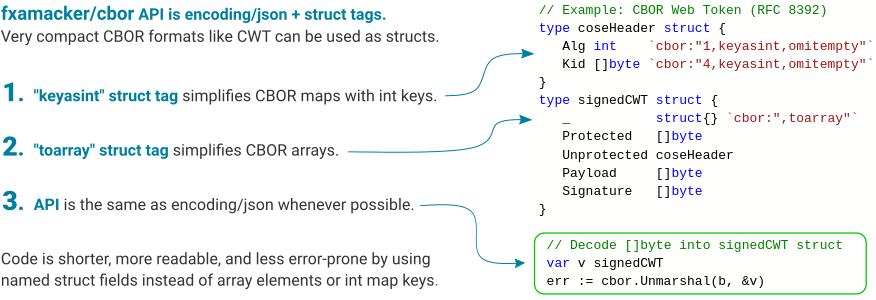 fxamacker/cbor API is encoding/json + struct tags.
Very compact CBOR formats like CWT can be used as structs.
1. "keyasint" struct tag simplifies CBOR maps with int keys.
2. "toarray" struct tag simplifies CBOR arrays.
3. API is the same as encoding/json whenever possible.
Code is shorter, more readable, and less error-prone by using
named struct fields instead of array elements or int map keys.
// Example: CBOR Web Token (RFC 8392)
type coseHeader struct {
   Alg int    `cbor:"1,keyasint,omitempty"`
   Kid []byte `cbor:"4,keyasint,omitempty"`
}
type signedCWT struct {
   _           struct{} `cbor:",toarray"`
   Protected   []byte
   Unprotected coseHeader
   Payload     []byte
   Signature   []byte
}
// Decode []byte into signedCWT struct
var v signedCWT
err := cbor.Unmarshal(b, &v)